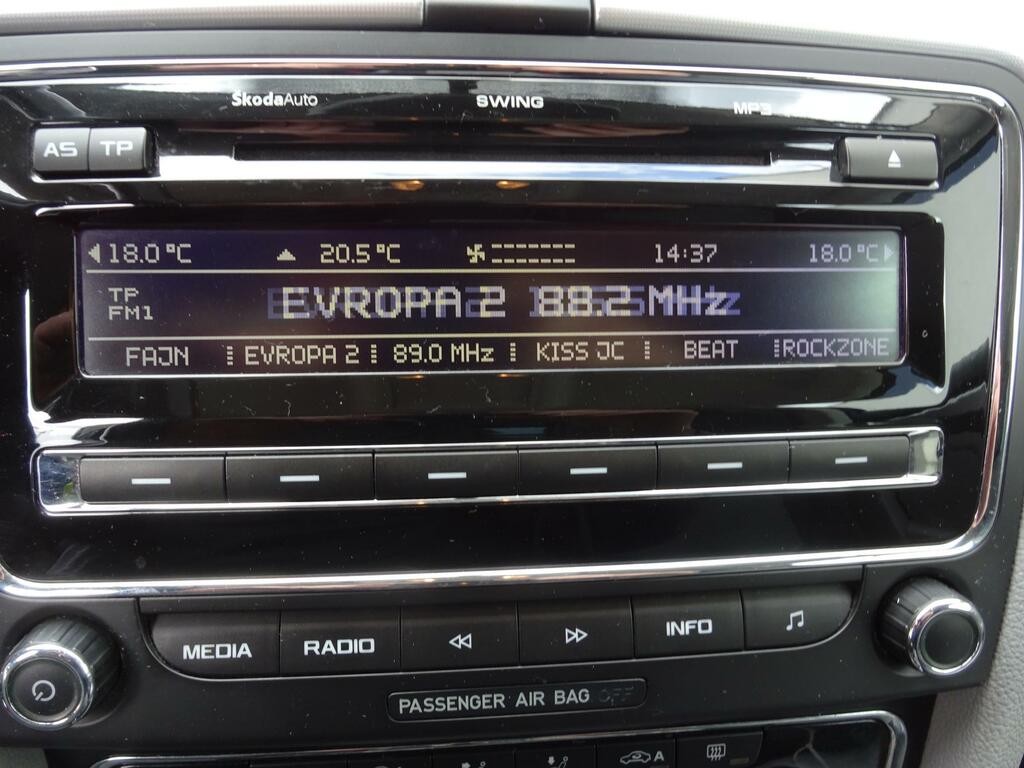 ŠkodaAuto SWING MP3
AS TP
18.0 °C 20.5 °C 14:37 18.0 °C
TP EVROPA 2 88.2 MHz
FM1
FAJN EVROPA 2 89.0 MHz KISS JC BEAT ROCKZONE
MEDIA RADIO INFO
PASSENGER AIR BAG OFF
A